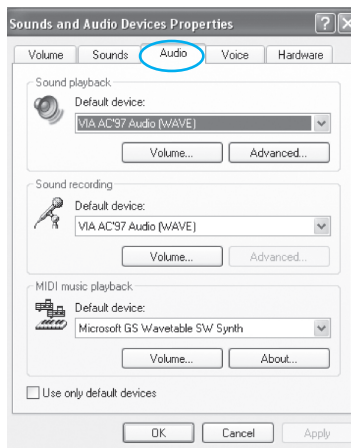 Sounds and Audio Devices Properties
Volume Sounds Audio Voice Hardware
Sound playback
Default device:
VIA AC'97 Audio (WAVE)
Volume... Advanced...
Sound recording
Default device:
VIA AC'97 Audio (WAVE)
Volume... Advanced...
MIDI music playback
Default device:
Microsoft GS Wavetable SW Synth
Volume... About...
Use only default devices
OK Cancel Apply